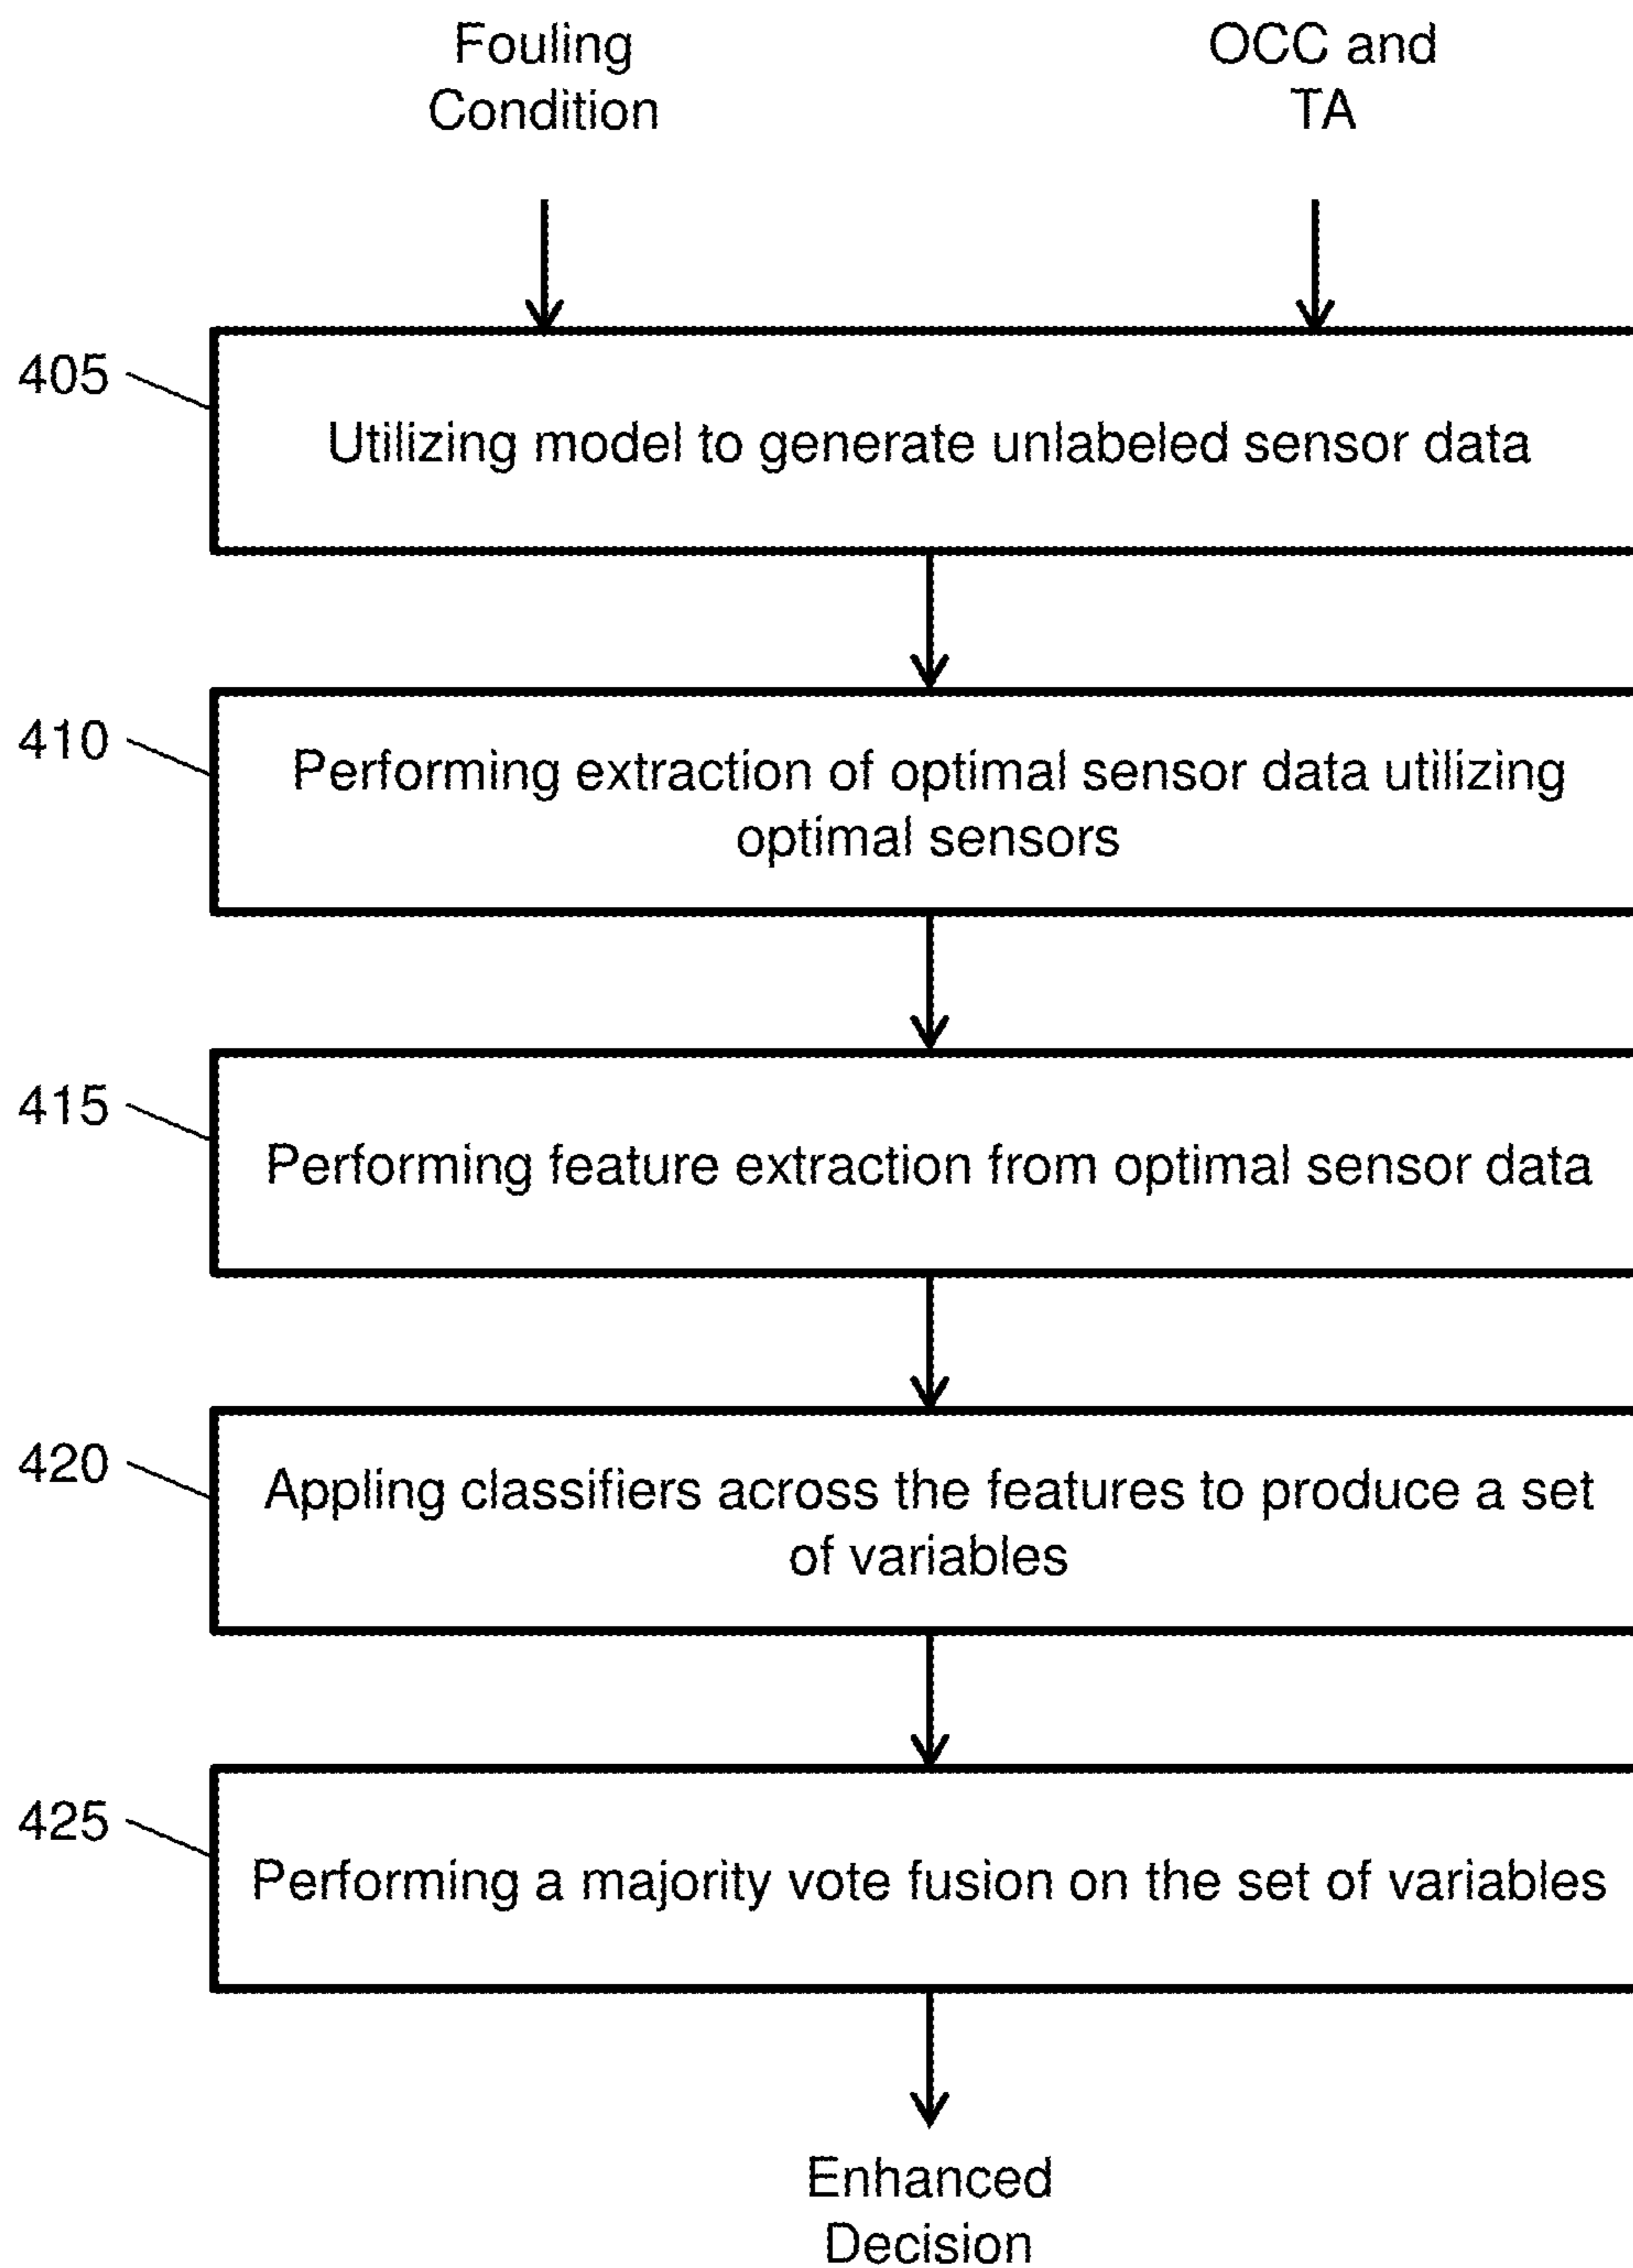 Fouling
Condition
OCC and
TA
405
Utilizing model to generate unlabeled sensor data
410
Performing extraction of optimal sensor data utilizing
optimal sensors
415
Performing feature extraction from optimal sensor data
420
Appling classifiers across the features to produce a set
of variables
425
Performing a majority vote fusion on the set of variables
Enhanced
Decision